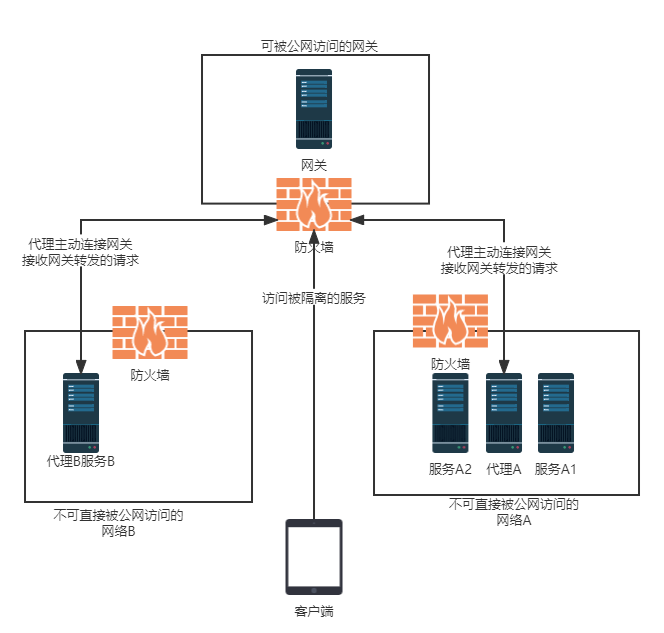 可被公网访问的网关
网关
防火墙
代理主动连接网关
接收网关转发的请求
代理主动连接网关
接收网关转发的请求
访问被隔离的服务
防火墙
防火墙
代理B服务B
服务A2
代理A
服务A1
不可直接被公网访问的
网络B
不可直接被公网访问的
网络A
客户端